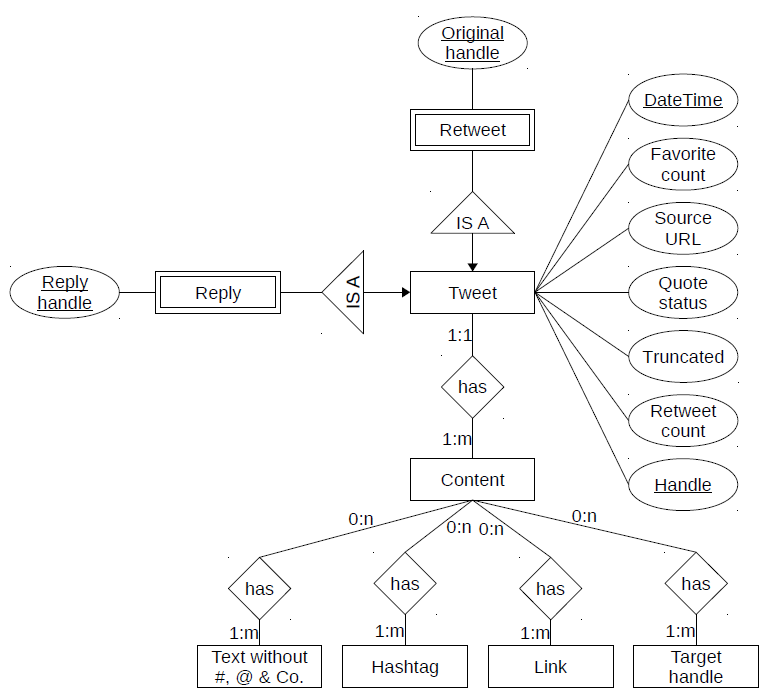 Original
handle
DateTime
Retweet
Favorite
count
Source
URL
IS A
Reply
handle
Reply
IS A
Tweet
Quote
status
1:1
Truncated
has
Retweet
count
1:m
Content
Handle
0:n
0:n
0:n
0:n
has
has
has
has
1:m
1:m
1:m
1:m
Text without
#, @ & Co.
Hashtag
Link
Target
handle